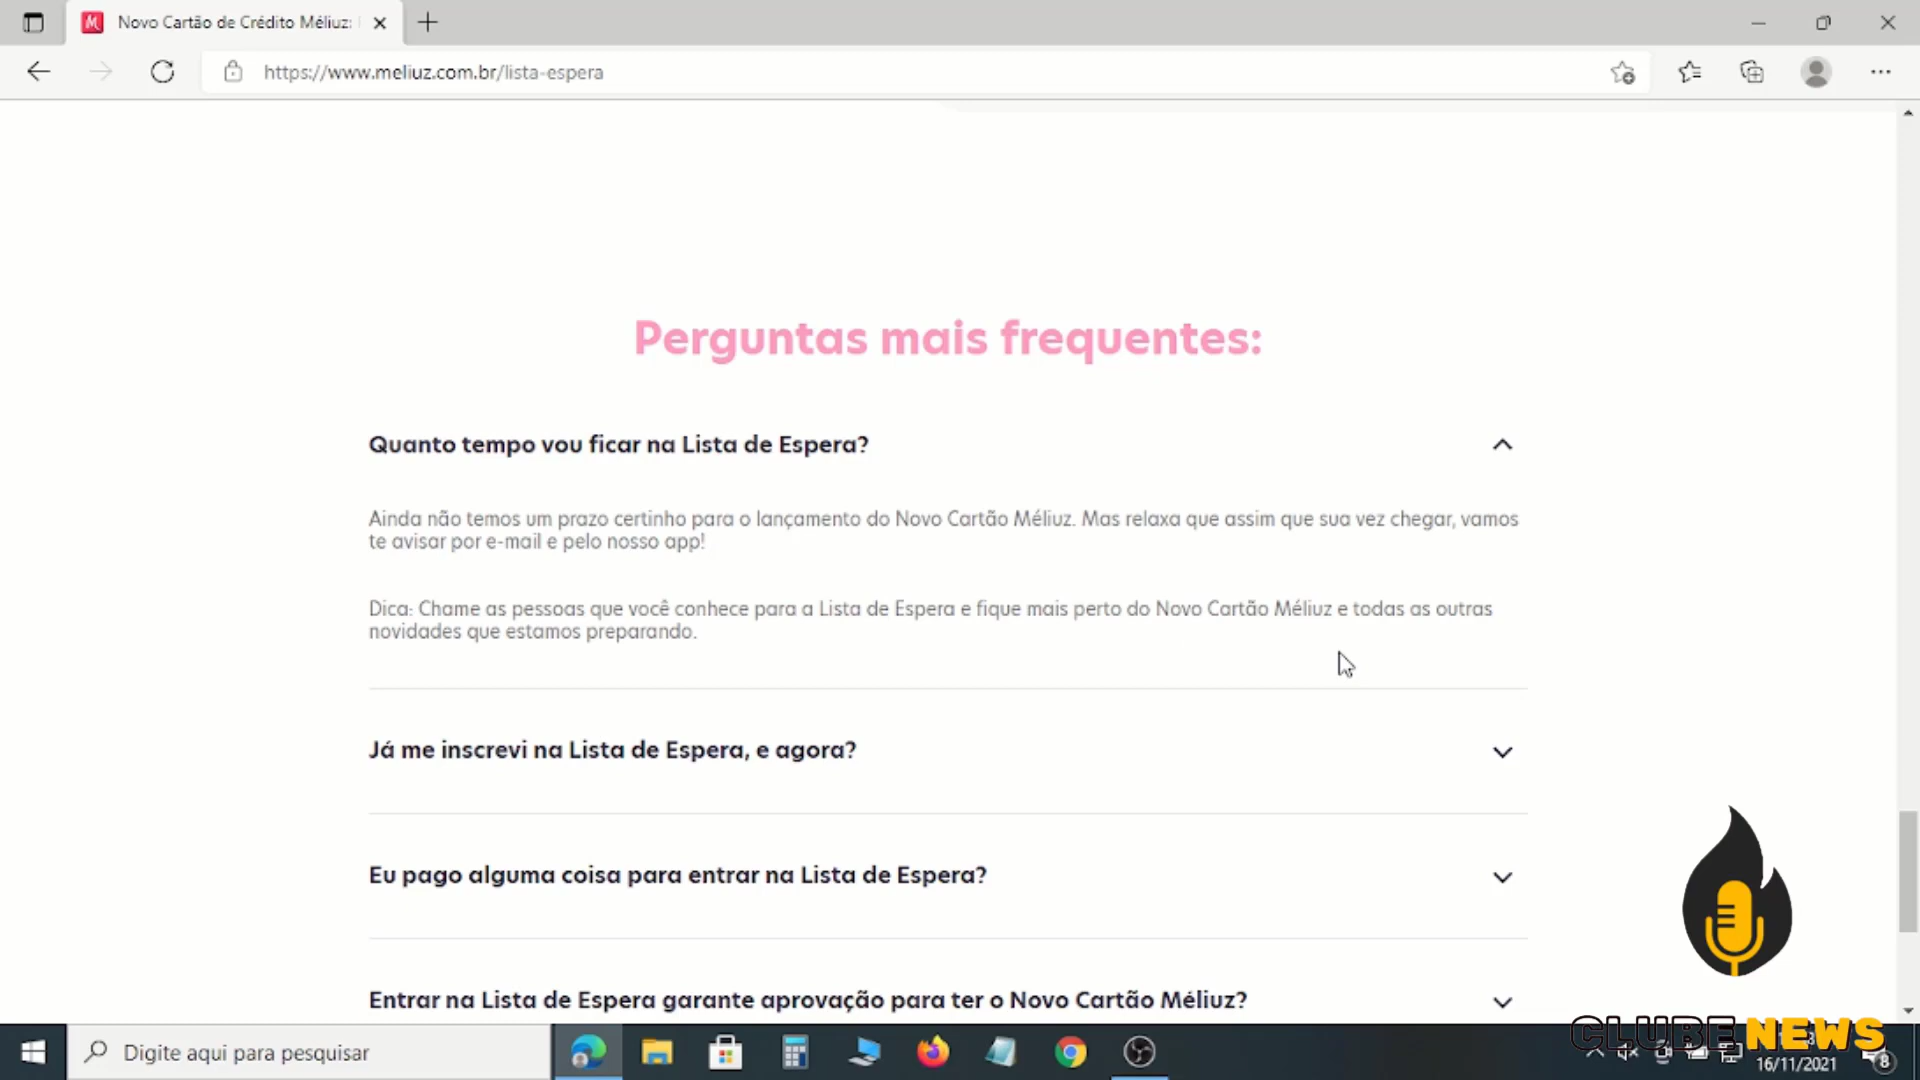 Novo Cartão de Crédito Méliuz:
https://www.meliuz.com.br/lista-espera
Perguntas mais frequentes:
Quanto tempo vou ficar na Lista de Espera?
Ainda não temos um prazo certinho para o lançamento do Novo Cartão Méliuz. Mas relaxa que assim que sua vez chegar, vamos
te avisar por e-mail e pelo nosso app!
Dica: Chame as pessoas que você conhece para a Lista de Espera e fique mais perto do Novo Cartão Méliuz e todas as outras
novidades que estamos preparando.
Já me inscrevi na Lista de Espera, e agora?
Eu pago alguma coisa para entrar na Lista de Espera?
Entrar na Lista de Espera garante aprovação para ter o Novo Cartão Méliuz?
CLUBE NEWS
Digite aqui para pesquisar
16/11/2021
8